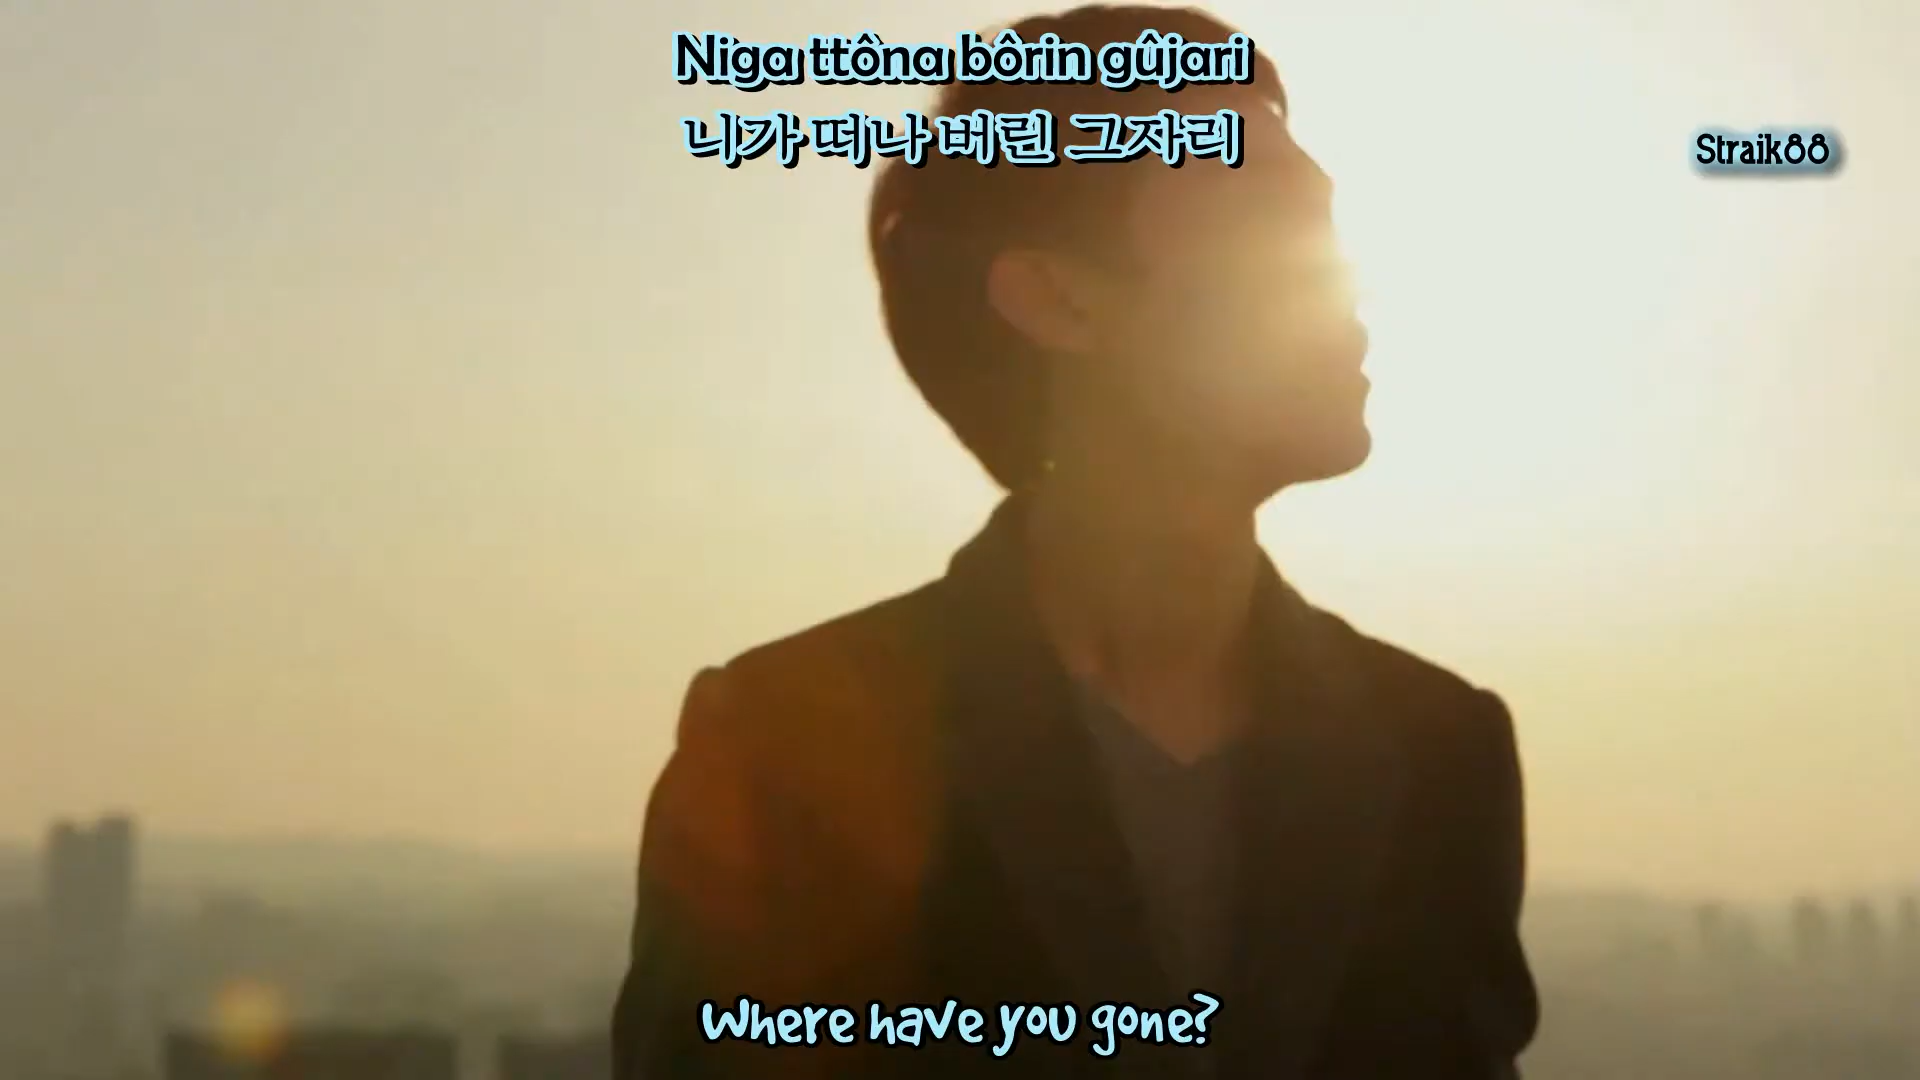 Niga ttôna bôrin gûjari
니가 떠나 버린 그자리
Straik88
Where have you gone?